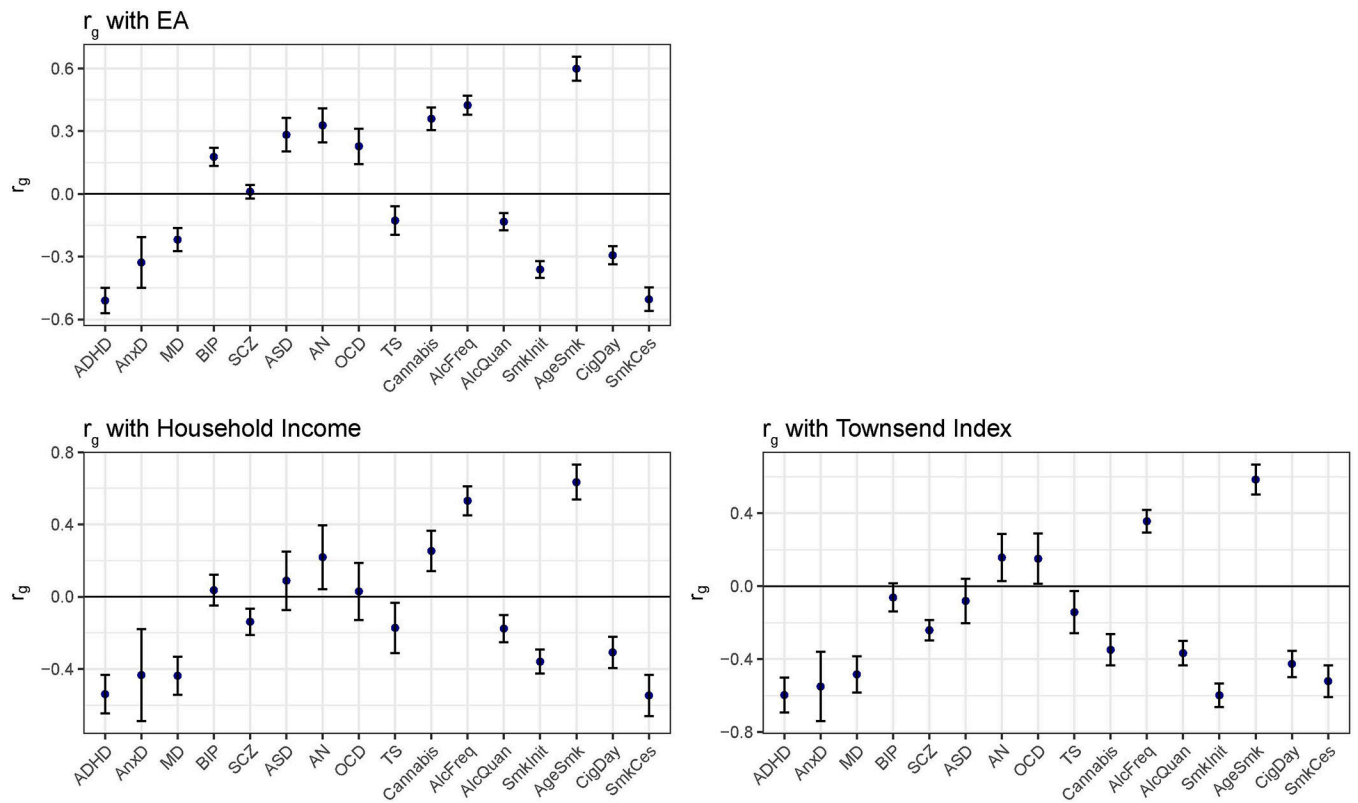 r_g with EA
r_g
0.6
0.3
0.0
−0.3
−0.6
ADHD AnxD MD BIP SCZ ASD AN OCD TS Cannabis AlcFreq AlcQuan SmkInit AgeSmk CigDay SmkCes
r_g with Household Income
r_g
0.8
0.4
0.0
−0.4
ADHD AnxD MD BIP SCZ ASD AN OCD TS Cannabis AlcFreq AlcQuan SmkInit AgeSmk CigDay SmkCes
r_g with Townsend Index
r_g
0.4
0.0
−0.4
−0.8
ADHD AnxD MD BIP SCZ ASD AN OCD TS Cannabis AlcFreq AlcQuan SmkInit AgeSmk CigDay SmkCes